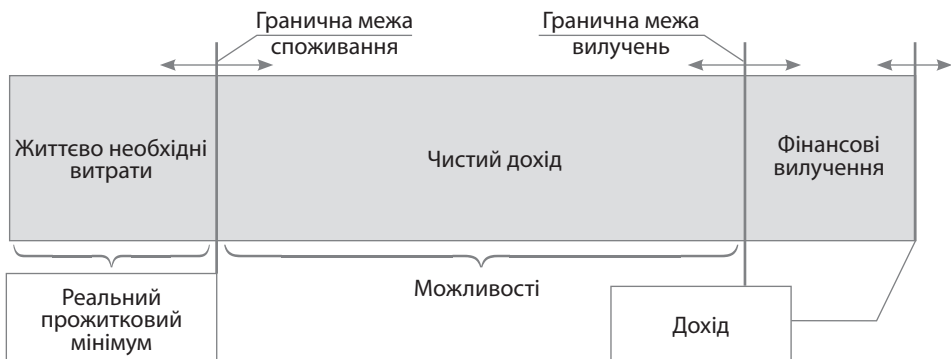 Гранична межа
споживання
Гранична межа
вилучень
Життєво необхідні
витрати
Чистий дохід
Фінансові
вилучення
Реальний
прожитковий
мінімум
Можливості
Дохід